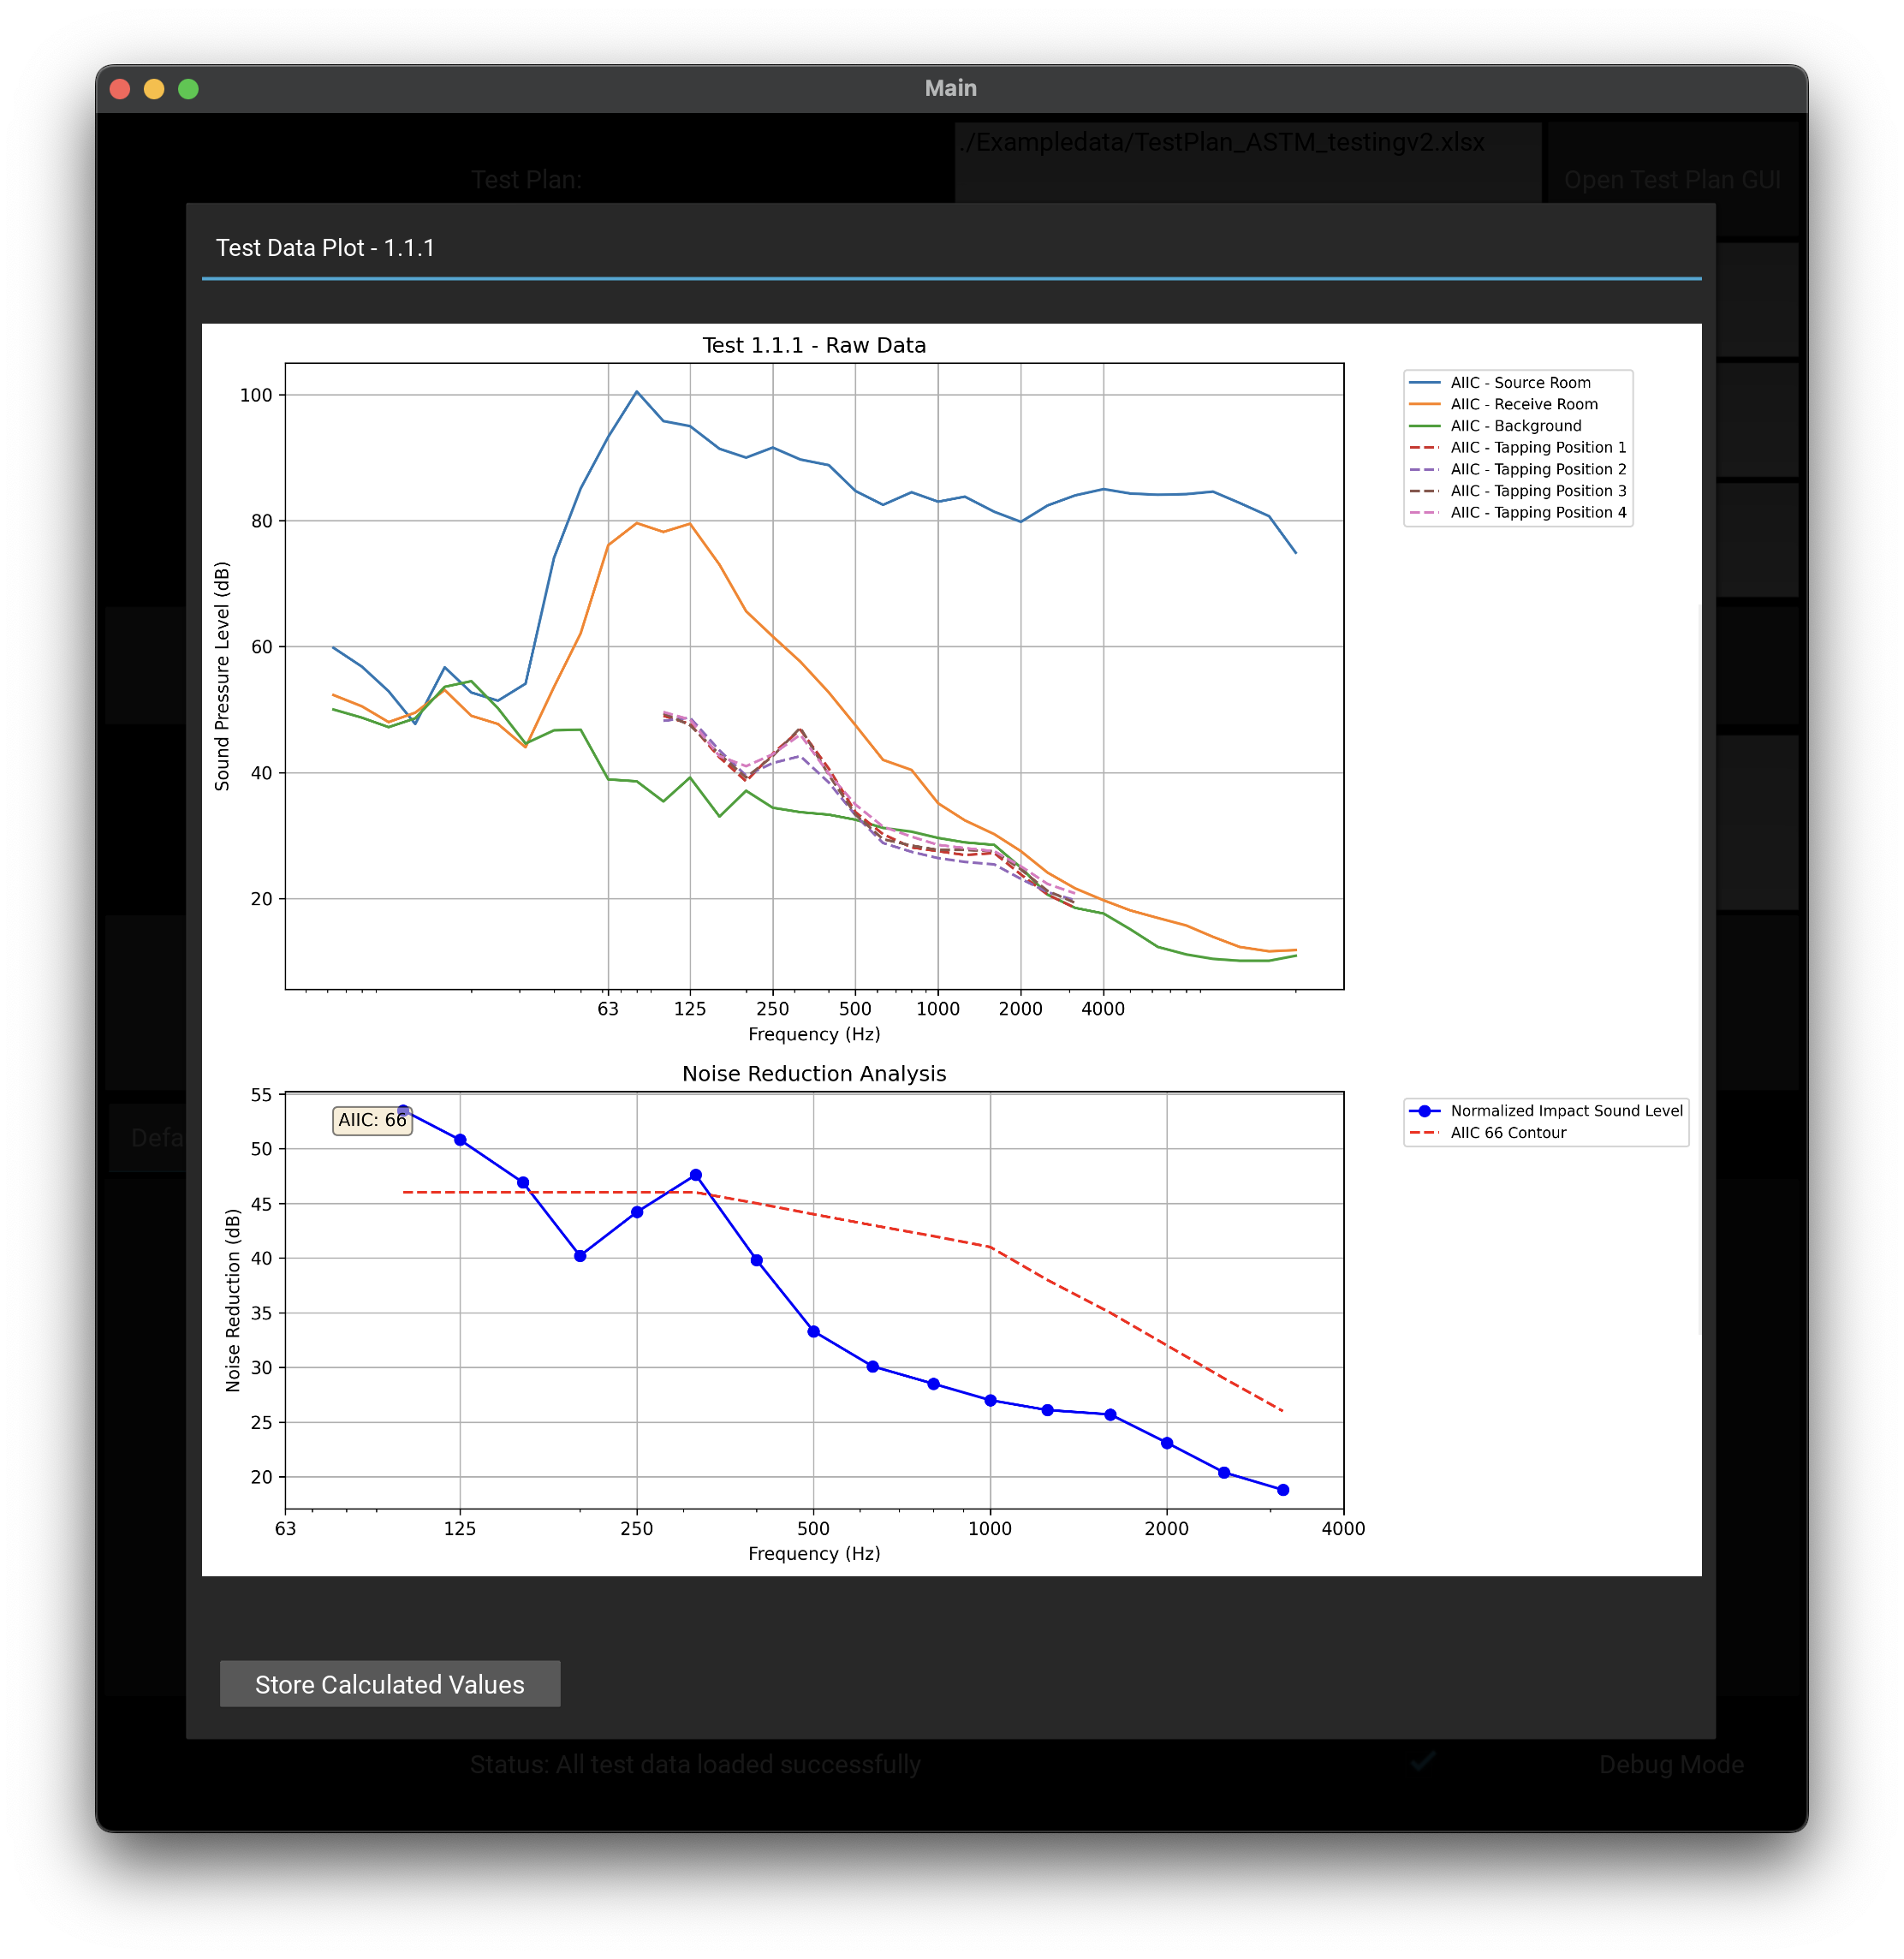 Main
./Exampledata/TestPlan_ASTM_testingv2.xlsx
Test Plan:
Open Test Plan GUI
Test Data Plot - 1.1.1
Test 1.1.1 - Raw Data
100
80
60
40
20
Sound Pressure Level (dB)
63 125 250 500 1000 2000 4000
Frequency (Hz)
AIIC - Source Room
AIIC - Receive Room
AIIC - Background
AIIC - Tapping Position 1
AIIC - Tapping Position 2
AIIC - Tapping Position 3
AIIC - Tapping Position 4
Noise Reduction Analysis
55
50
45
40
35
30
25
20
Noise Reduction (dB)
AIIC: 66
63 125 250 500 1000 2000 4000
Frequency (Hz)
Normalized Impact Sound Level
AIIC 66 Contour
Defa
Store Calculated Values
Status: All test data loaded successfully
Debug Mode